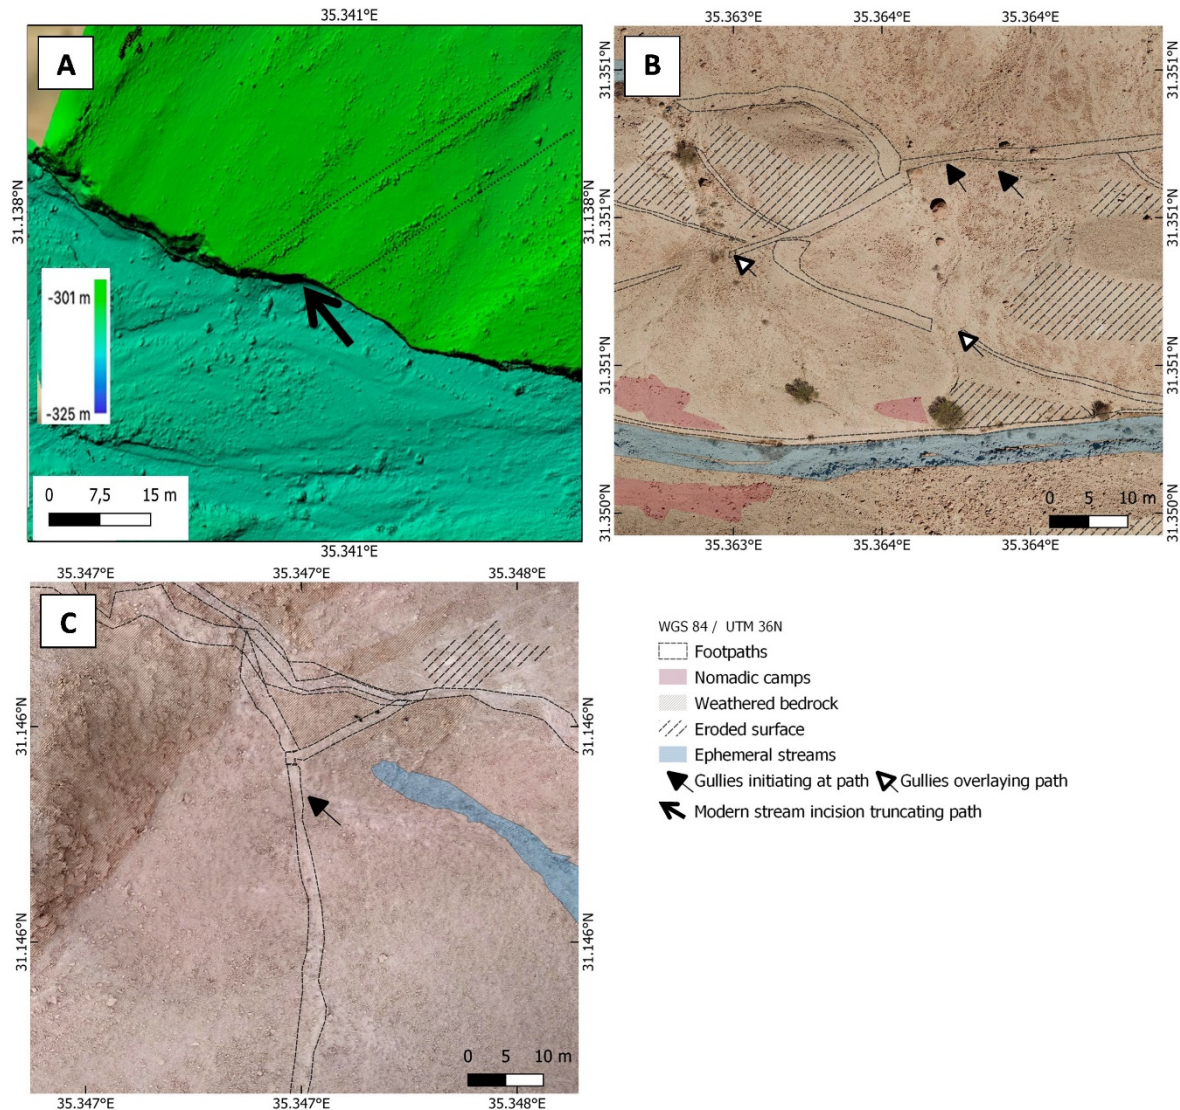 35.341°E
A
31.138°N
31.138°N
-301 m
-325 m
0 7,5 15 m
35.341°E
35.363°E 35.364°E 35.364°E
B
31.351°N
31.351°N
31.351°N
31.351°N
31.351°N
31.351°N
31.350°N
31.350°N
0 5 10 m
35.363°E 35.364°E 35.364°E
35.347°E 35.347°E 35.348°E
C
31.146°N
31.146°N
31.146°N
31.146°N
0 5 10 m
35.347°E 35.347°E 35.348°E
WGS 84 / UTM 36N
Footpaths
Nomadic camps
Weathered bedrock
Eroded surface
Ephemeral streams
Gullies initiating at path Gullies overlaying path
Modern stream incision truncating path